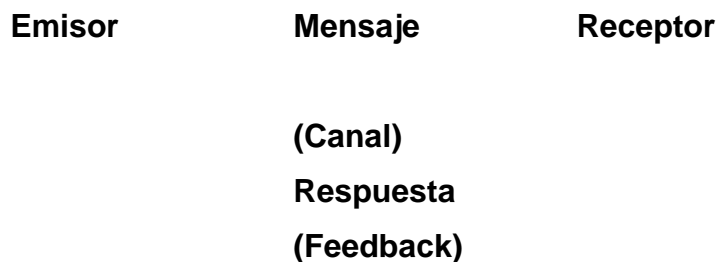 Emisor Mensaje Receptor
(Canal)
Respuesta
(Feedback)